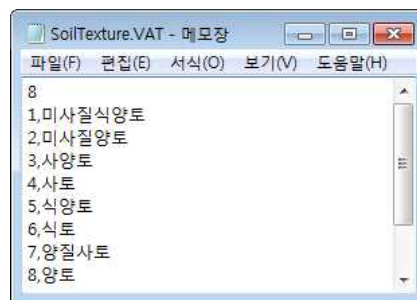 SoilTexture.VAT - 메모장
파일(F) 편집(E) 서식(O) 보기(V) 도움말(H)
8
1,미사질식양토
2,미사질양토
3,사양토
4,사토
5,식양토
6,식토
7,양질사토
8,양토